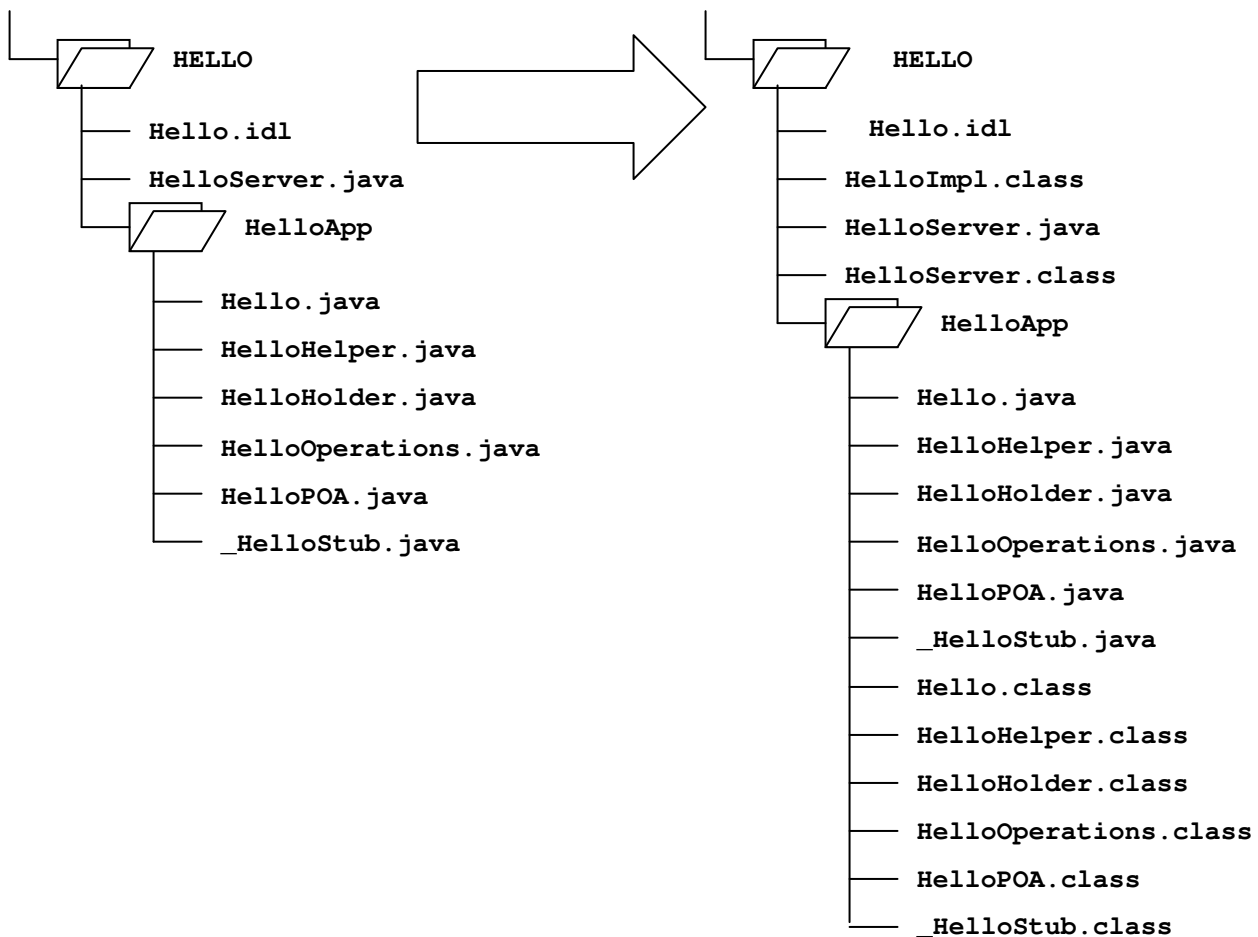 HELLO
Hello.idl
HelloServer.java
HelloApp
Hello.java
HelloHelper.java
HelloHolder.java
HelloOperations.java
HelloPOA.java
_HelloStub.java
HELLO
Hello.idl
HelloImpl.class
HelloServer.java
HelloServer.class
HelloApp
Hello.java
HelloHelper.java
HelloHolder.java
HelloOperations.java
HelloPOA.java
_HelloStub.java
Hello.class
HelloHelper.class
HelloHolder.class
HelloOperations.class
HelloPOA.class
_HelloStub.class